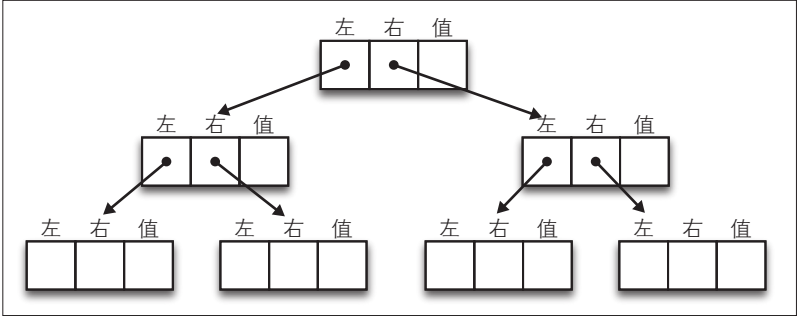 左 右 值
左 右 值 左 右 值
左 右 值 左 右 值 左 右 值 左 右 值